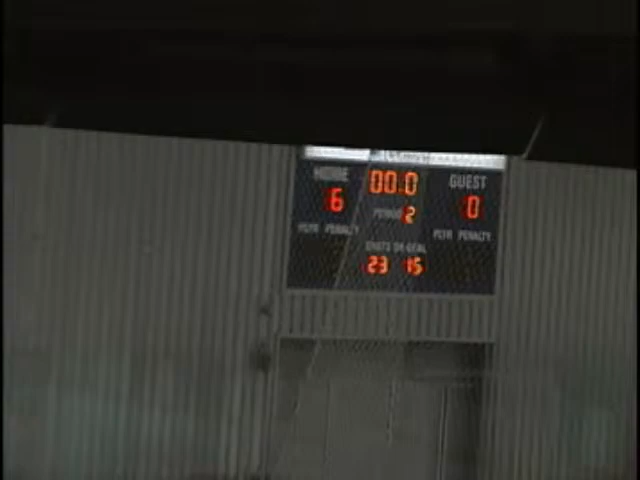 HOME 00.0 GUEST
6 PERIOD 2 0
PLYR PENALTY PLYR PENALTY
SHOTS ON GOAL
23 15